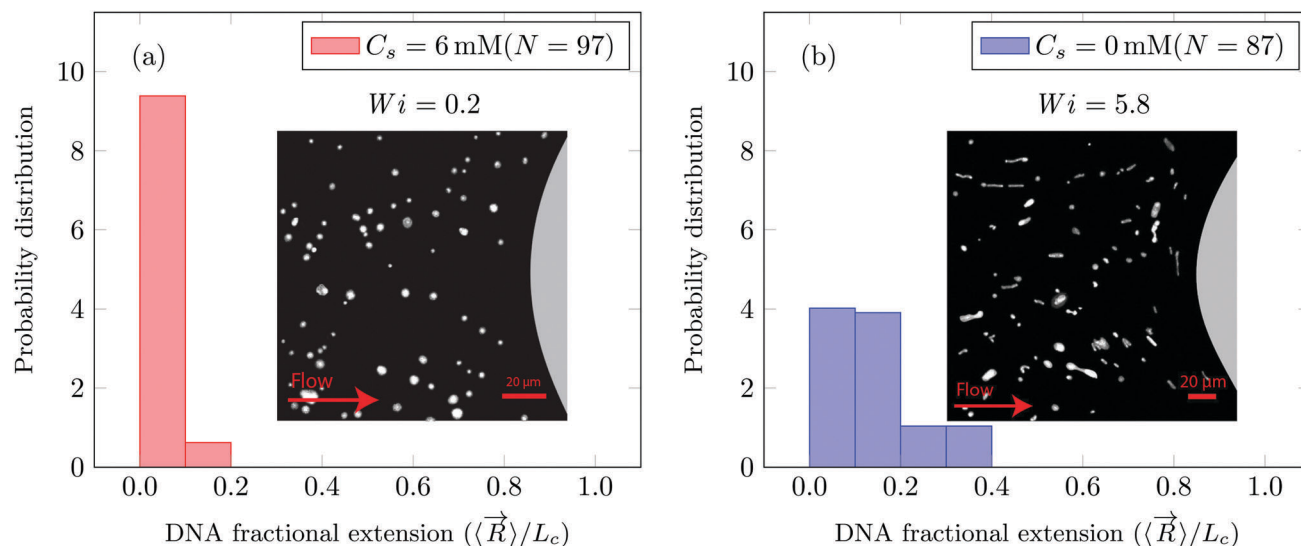 (a)
C_s = 6 mM(N = 97)
Wi = 0.2
Flow
20 μm
Probability distribution
10
8
6
4
2
0
0.0 0.2 0.4 0.6 0.8 1.0
DNA fractional extension (⟨R⃗⟩/L_c)
(b)
C_s = 0 mM(N = 87)
Wi = 5.8
Flow
20 μm
Probability distribution
10
8
6
4
2
0
0.0 0.2 0.4 0.6 0.8 1.0
DNA fractional extension (⟨R⃗⟩/L_c)